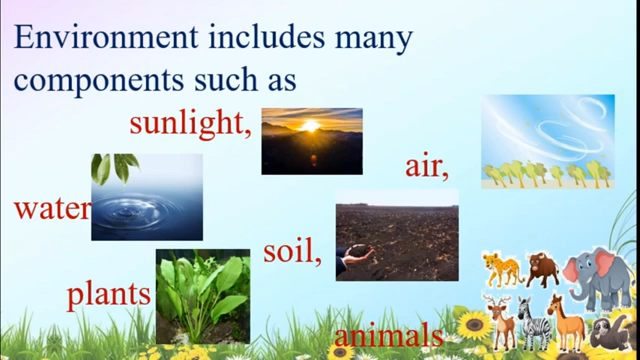 Environment includes many
components such as
sunlight,
air,
water
soil,
plants
animals